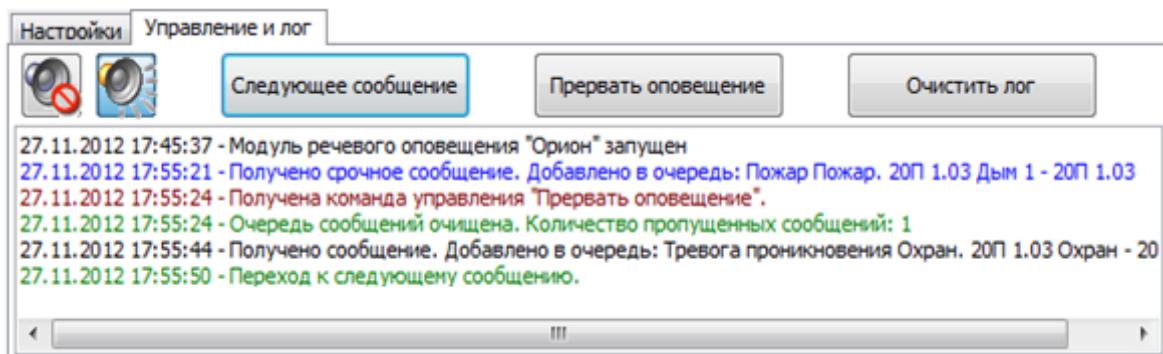 Настройки Управление и лог
Следующее сообщение Прервать оповещение Очистить лог
27.11.2012 17:45:37 - Модуль речевого оповещения "Орион" запущен
27.11.2012 17:55:21 - Получено срочное сообщение. Добавлено в очередь: Пожар Пожар. 20П 1.03 Дым 1 - 20П 1.03
27.11.2012 17:55:24 - Получена команда управления "Прервать оповещение".
27.11.2012 17:55:24 - Очередь сообщений очищена. Количество пропущенных сообщений: 1
27.11.2012 17:55:44 - Получено сообщение. Добавлено в очередь: Тревога проникновения Охран. 20П 1.03 Охран - 20
27.11.2012 17:55:50 - Переход к следующему сообщению.